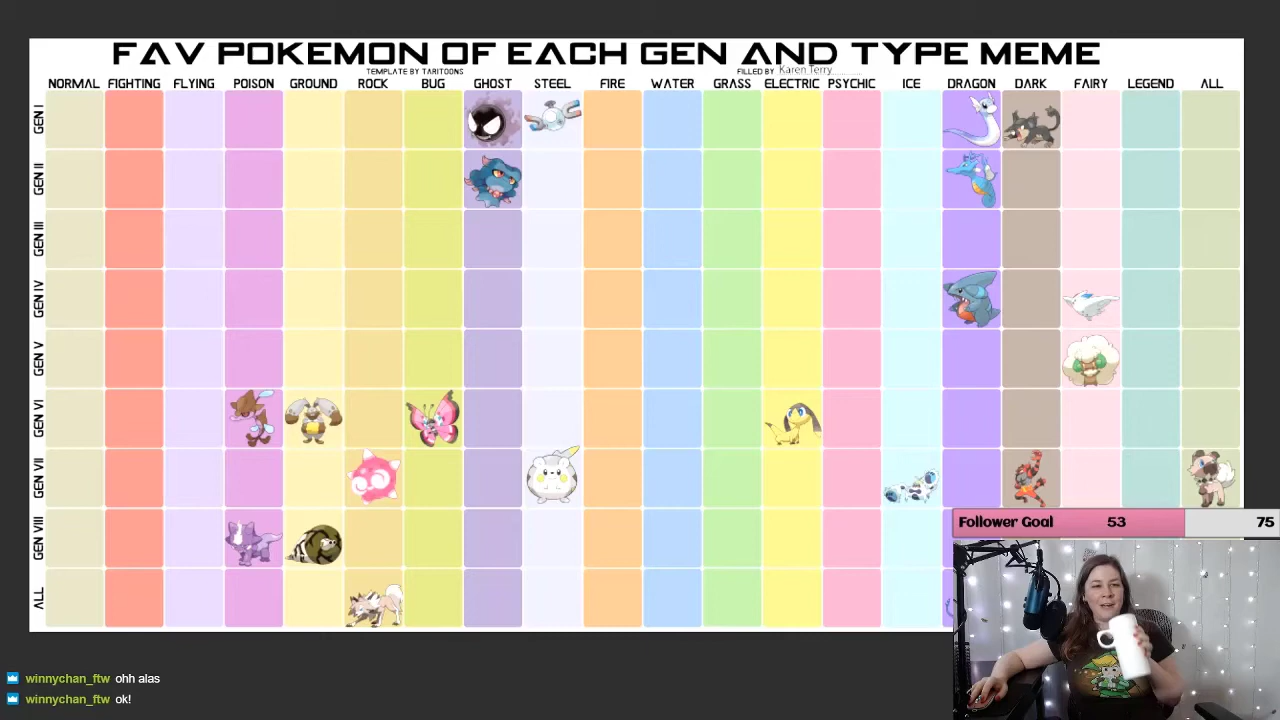 FAV POKEMON OF EACH GEN AND TYPE MEME
TEMPLATE BY TARITOONS
FILLED BY Karen Terry
NORMAL FIGHTING FLYING POISON GROUND ROCK BUG GHOST STEEL FIRE WATER GRASS ELECTRIC PSYCHIC ICE DRAGON DARK FAIRY LEGEND ALL
GEN I
GEN II
GEN III
GEN IV
GEN V
GEN VI
GEN VII
GEN VIII
ALL
Follower Goal 53 75
winnychan_ftw ohh alas
winnychan_ftw ok!